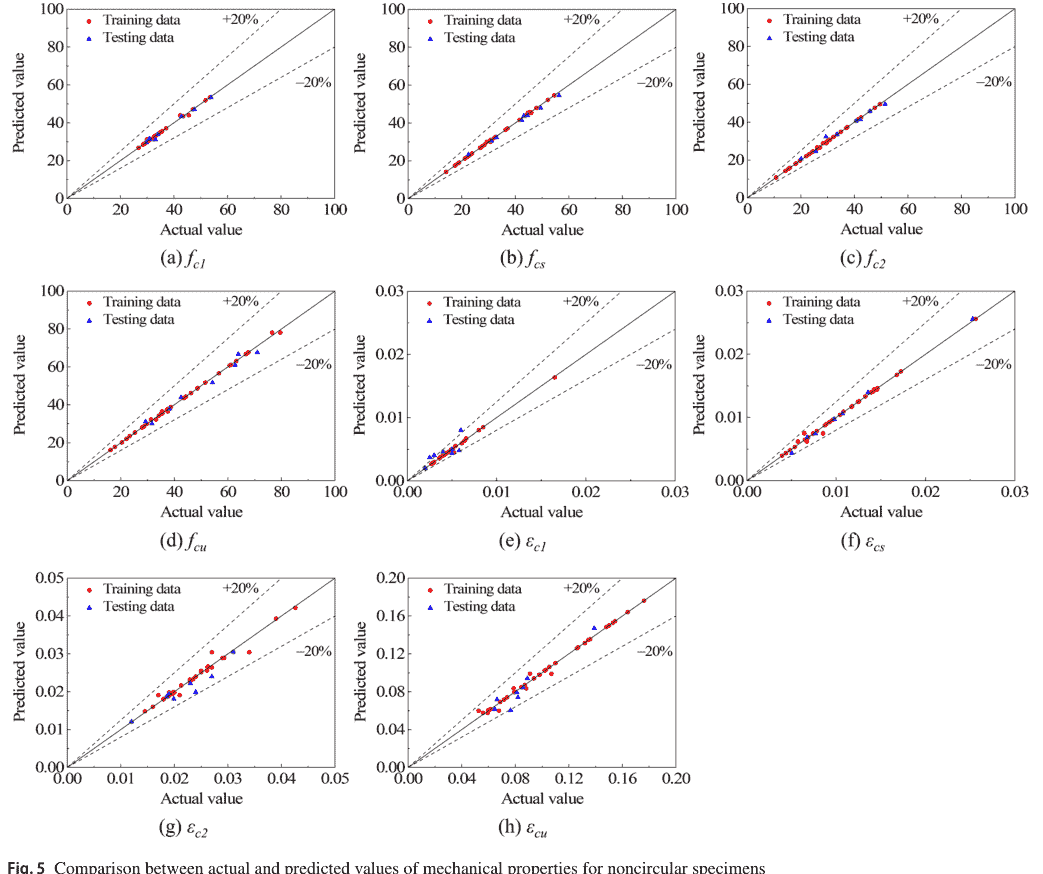 100
80
60
40
20
0
0 20 40 60 80 100
Predicted value
Actual value
Training data
Testing data
+20%
−20%
(a) fc1
100
80
60
40
20
0
0 20 40 60 80 100
Predicted value
Actual value
Training data
Testing data
+20%
−20%
(b) fcs
100
80
60
40
20
0
0 20 40 60 80 100
Predicted value
Actual value
Training data
Testing data
+20%
−20%
(c) fc2
100
80
60
40
20
0
0 20 40 60 80 100
Predicted value
Actual value
Training data
Testing data
+20%
−20%
(d) fcu
0.03
0.02
0.01
0.00
0.00 0.01 0.02 0.03
Predicted value
Actual value
Training data
Testing data
+20%
−20%
(e) εc1
0.03
0.02
0.01
0.00
0.00 0.01 0.02 0.03
Predicted value
Actual value
Training data
Testing data
+20%
−20%
(f) εcs
0.05
0.04
0.03
0.02
0.01
0.00
0.00 0.01 0.02 0.03 0.04 0.05
Predicted value
Actual value
Training data
Testing data
+20%
−20%
(g) εc2
0.20
0.16
0.12
0.08
0.04
0.00
0.00 0.04 0.08 0.12 0.16 0.20
Predicted value
Actual value
Training data
Testing data
+20%
−20%
(h) εcu
Fig. 5 Comparison between actual and predicted values of mechanical properties for noncircular specimens